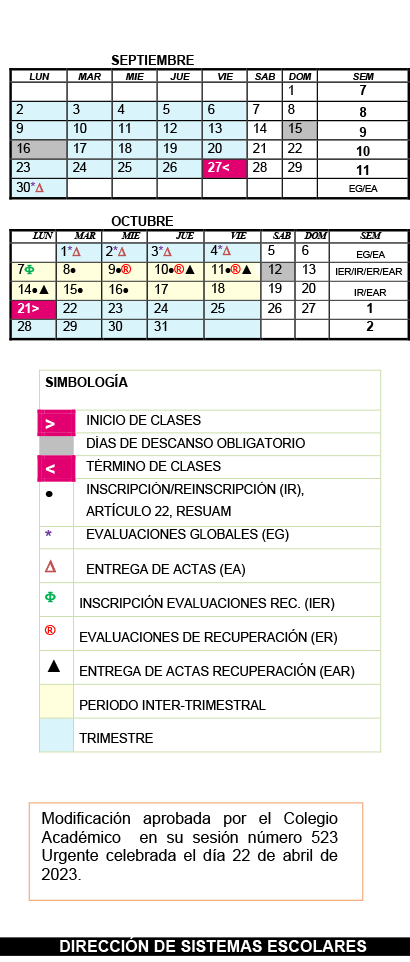 SEPTIEMBRE
LUN MAR MIE JUE VIE SAB DOM SEM
1 7
2 3 4 5 6 7 8 8
9 10 11 12 13 14 15 9
16 17 18 19 20 21 22 10
23 24 25 26 27< 28 29 11
30*Δ EG/EA
OCTUBRE
LUN MAR MIE JUE VIE SAB DOM SEM
1*Δ 2*Δ 3*Δ 4*Δ 5 6 EG/EA
7Φ 8● 9●® 10●®▲ 11●®▲ 12 13 IER/IR/ER/EAR
14●▲ 15● 16● 17 18 19 20 IR/EAR
21> 22 23 24 25 26 27 1
28 29 30 31 2
SIMBOLOGÍA
> INICIO DE CLASES
DÍAS DE DESCANSO OBLIGATORIO
< TÉRMINO DE CLASES
● INSCRIPCIÓN/REINSCRIPCIÓN (IR),
ARTÍCULO 22, RESUAM
* EVALUACIONES GLOBALES (EG)
Δ ENTREGA DE ACTAS (EA)
Φ INSCRIPCIÓN EVALUACIONES REC. (IER)
® EVALUACIONES DE RECUPERACIÓN (ER)
▲ ENTREGA DE ACTAS RECUPERACIÓN (EAR)
PERIODO INTER-TRIMESTRAL
TRIMESTRE
Modificación aprobada por el Colegio
Académico en su sesión número 523
Urgente celebrada el día 22 de abril de
2023.
DIRECCIÓN DE SISTEMAS ESCOLARES